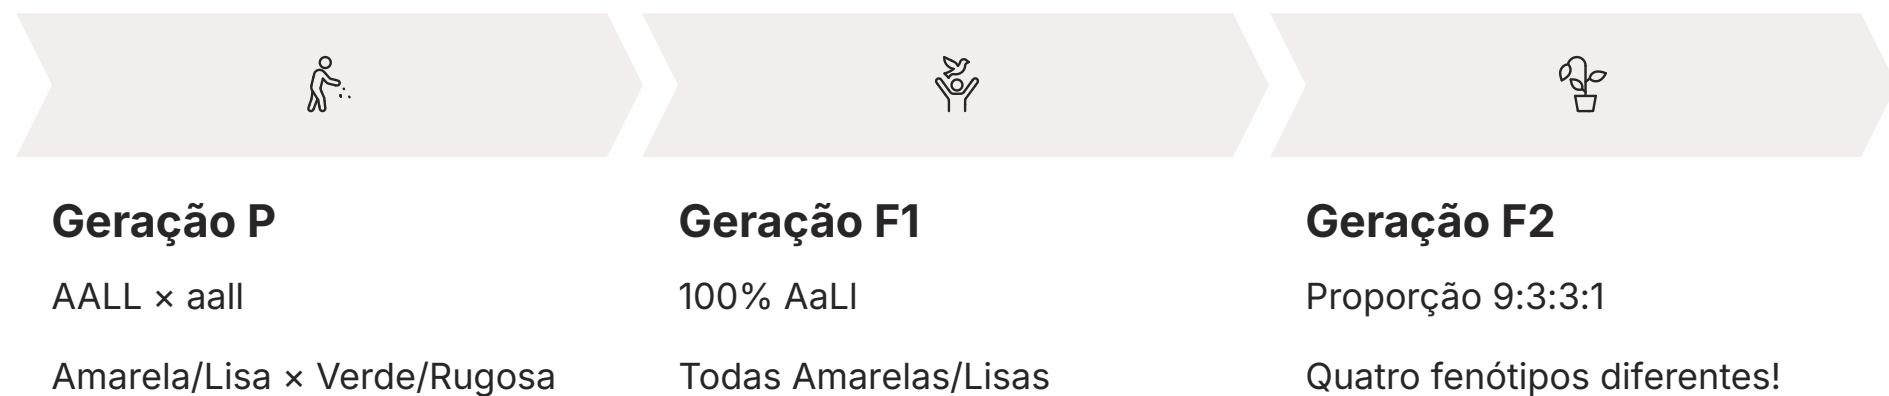 Geração P
AALL × aall
Amarela/Lisa × Verde/Rugosa
Geração F1
100% AaLl
Todas Amarelas/Lisas
Geração F2
Proporção 9:3:3:1
Quatro fenótipos diferentes!